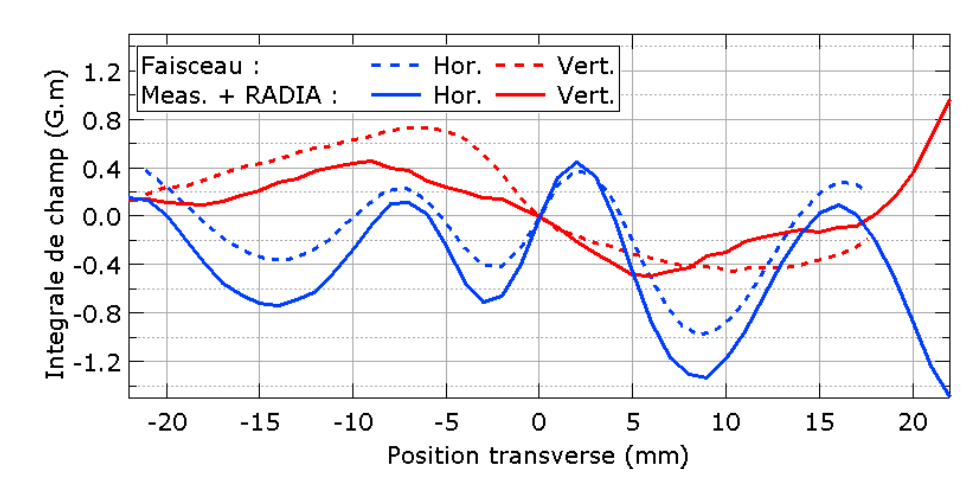 Faisceau : Hor. Vert.
Meas. + RADIA : Hor. Vert.
Integrale de champ (G.m)
1.2
0.8
0.4
0.0
-0.4
-0.8
-1.2
-20 -15 -10 -5 0 5 10 15 20
Position transverse (mm)